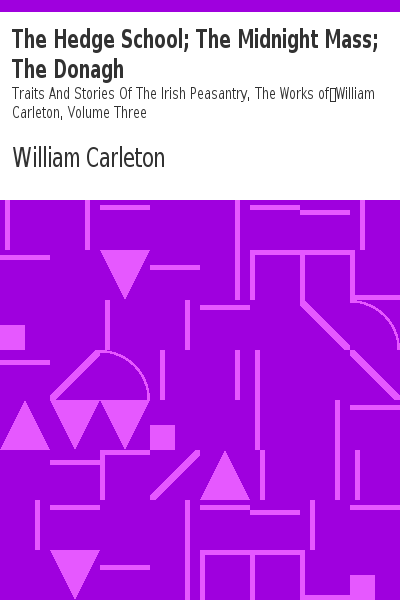 The Hedge School; The Midnight Mass;
The Donagh
Traits And Stories Of The Irish Peasantry, The Works of▯William
Carleton, Volume Three
William Carleton